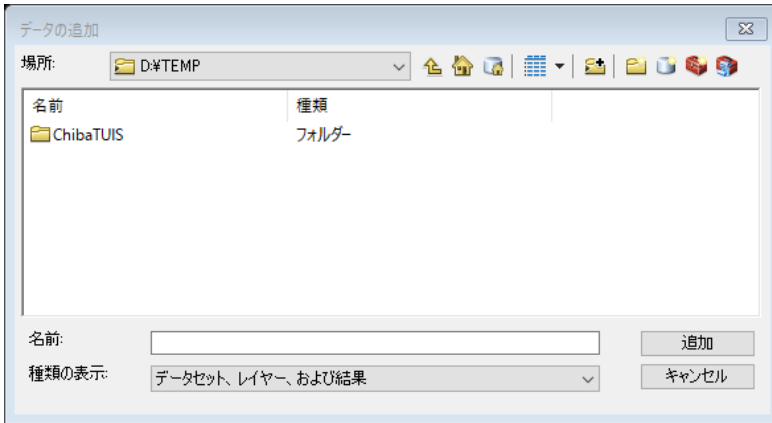 データの追加
場所: D:¥TEMP
名前 種類
ChibaTUIS フォルダー
名前: 追加
種類の表示: データセット、レイヤー、および結果 キャンセル